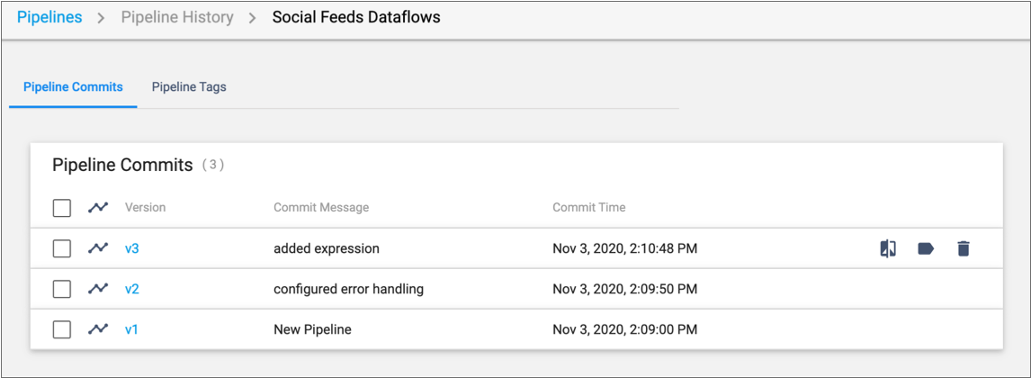 Pipelines > Pipeline History > Social Feeds Dataflows
Pipeline Commits Pipeline Tags
Pipeline Commits (3)
Version Commit Message Commit Time
v3 added expression Nov 3, 2020, 2:10:48 PM
v2 configured error handling Nov 3, 2020, 2:09:50 PM
v1 New Pipeline Nov 3, 2020, 2:09:00 PM